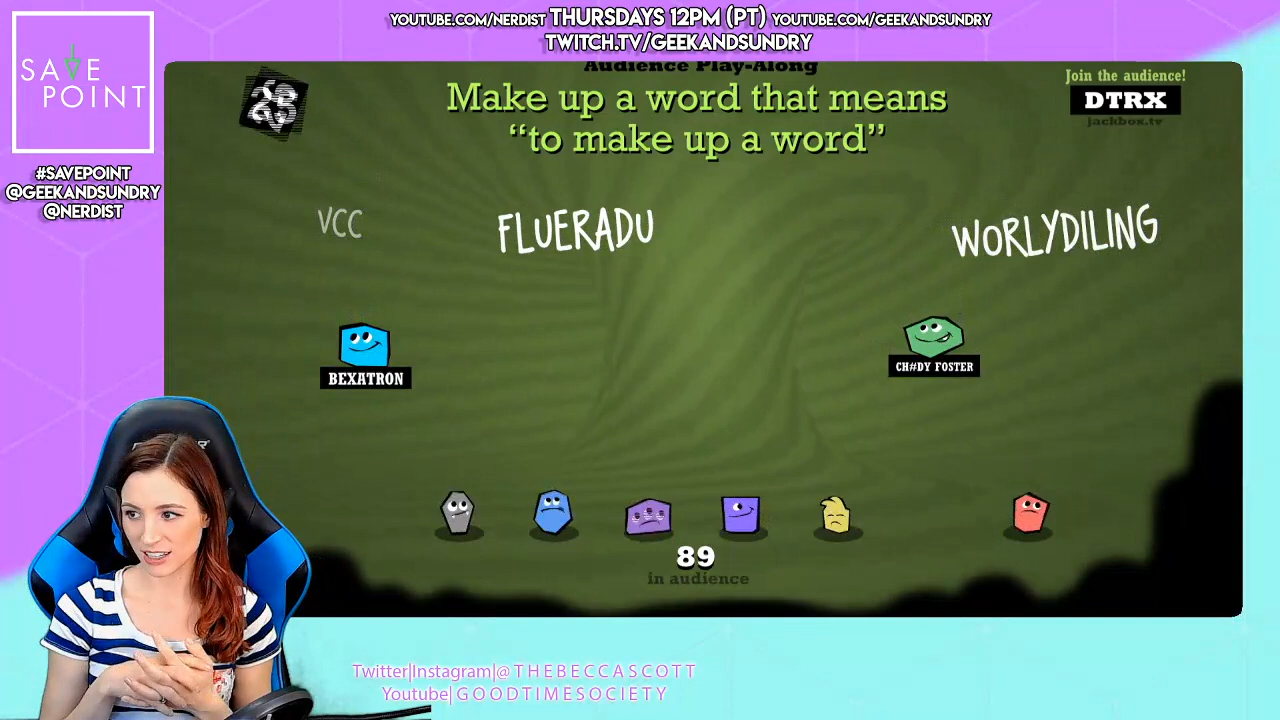 YOUTUBE.COM/NERDIST THURSDAYS 12PM (PT) YOUTUBE.COM/GEEKANDSUNDRY
TWITCH.TV/GEEKANDSUNDRY
SAVE
POINT
#SAVEPOINT
@GEEKANDSUNDRY
@NERDIST
Audience Play-Along
Make up a word that means
“to make up a word”
Join the audience!
DTRX
jackbox.tv
VCC
FLUERADU
WORLYDILING
BEXATRON
CH#DY FOSTER
89
in audience
Twitter|Instagram|@THEBECCASCOTT
Youtube|GOODTIMESOCIETY